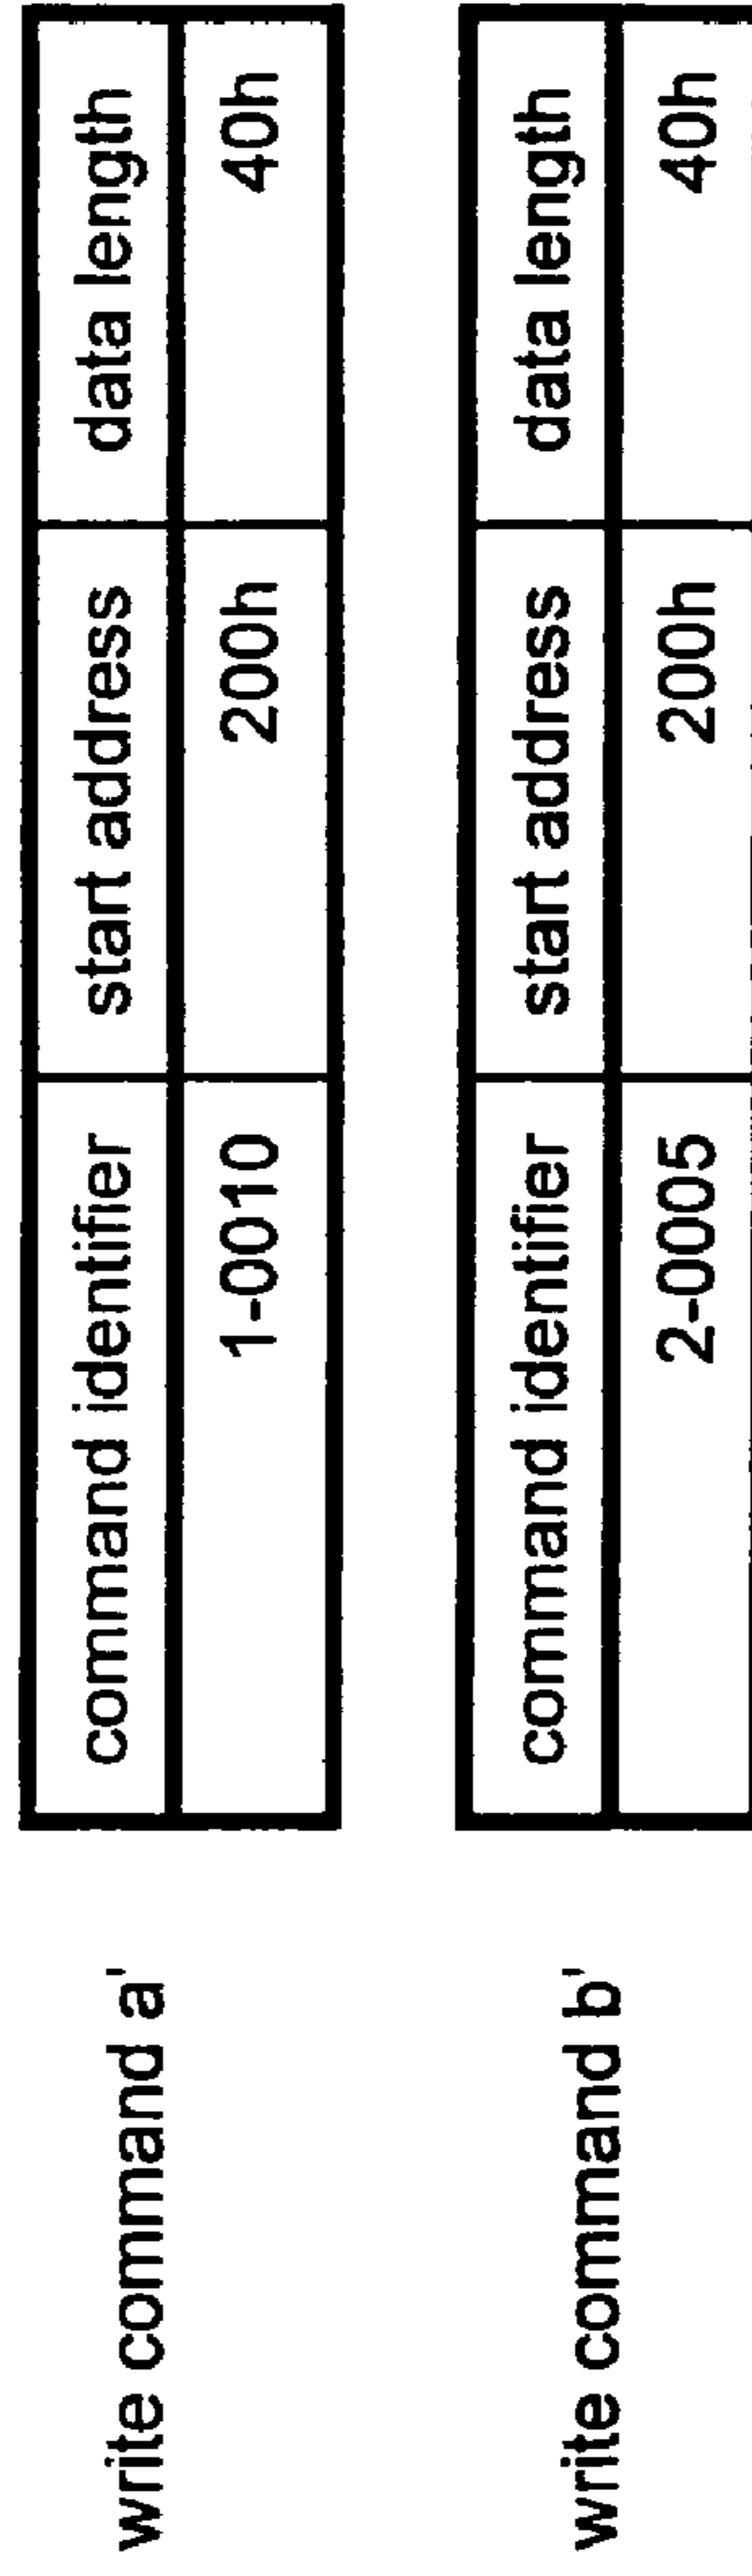 write command a' command identifier start address data length
1-0010 200h 40h
write command b' command identifier start address data length
2-0005 200h 40h